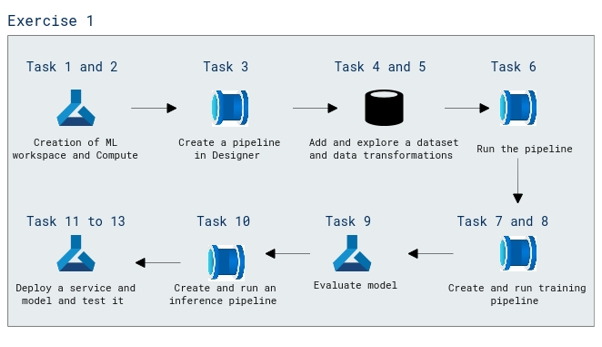 Exercise 1
Task 1 and 2
Task 3
Task 4 and 5
Task 6
Creation of ML
workspace and Compute
Create a pipeline
in Designer
Add and explore a dataset
and data transformations
Run the pipeline
Task 11 to 13
Task 10
Task 9
Task 7 and 8
Deploy a service and
model and test it
Create and run an
inference pipeline
Evaluate model
Create and run training
pipeline